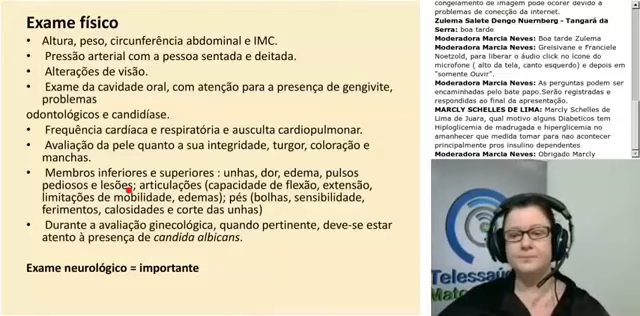 Exame físico
• Altura, peso, circunferência abdominal e IMC.
• Pressão arterial com a pessoa sentada e deitada.
• Alterações de visão.
• Exame da cavidade oral, com atenção para a presença de gengivite,
problemas
odontológicos e candidíase.
• Frequência cardíaca e respiratória e ausculta cardiopulmonar.
• Avaliação da pele quanto a sua integridade, turgor, coloração e
manchas.
• Membros inferiores e superiores : unhas, dor, edema, pulsos
pediosos e lesões; articulações (capacidade de flexão, extensão,
limitações de mobilidade, edemas); pés (bolhas, sensibilidade,
ferimentos, calosidades e corte das unhas)
• Durante a avaliação ginecológica, quando pertinente, deve-se estar
atento à presença de candida albicans.
Exame neurológico = importante
congelamento de imagem pode ocorrer devido a
problemas de conecção da internet.
Zulema Salete Dengo Nuernberg - Tangará da
Serra: boa tarde
Moderadora Marcia Neves: Boa tarde Zulema
Moderadora Marcia Neves: Greisivane e Franciele
Noetzold, para liberar o áudio click no ícone do
microfone ( alto da tela, canto esquerdo) e depois em
"somente Ouvir".
Moderadora Marcia Neves: As perguntas podem ser
encaminhadas pelo bate papo.Serão registradas e
respondidas ao final da apresentação.
MARCLY SCHELLES DE LIMA: Marcly Schelles
de Lima de Juara, qual motivo alguns Diabeticos tem
Hiploglicemia de madrugada e hiperglicemia no
amanhecer que medida tomar para nao acontecer
principalmente pros insulino dependentes
Moderadora Marcia Neves: Obrigado Marcly
Telessaú
Mato